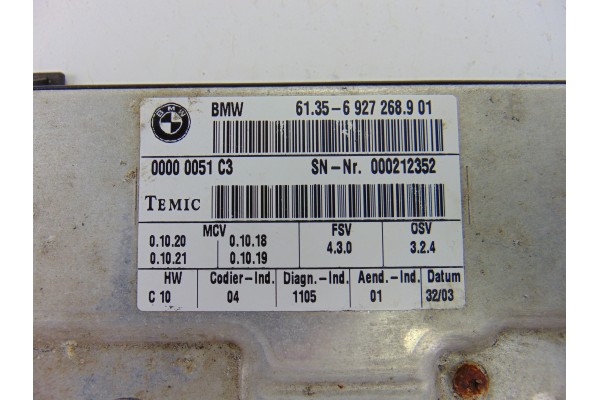 BMW
BMW 61.35-6 927 268.9 01
0000 0051 C3 SN-Nr. 000212352
TEMIC
MCV FSV OSV
0.10.20 0.10.18 4.3.0 3.2.4
0.10.21 0.10.19
HW Codier-Ind. Diagn.-Ind. Aend.-Ind. Datum
C 10 04 1105 01 32/03